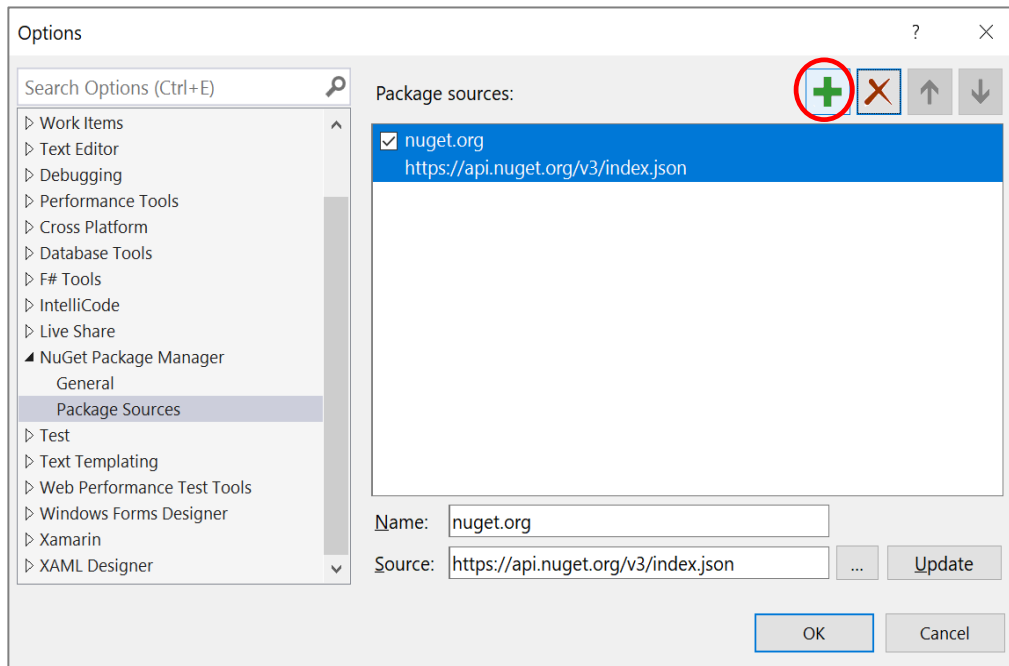 Options
?
Search Options (Ctrl+E)
Work Items
Text Editor
Debugging
Performance Tools
Cross Platform
Database Tools
F# Tools
IntelliCode
Live Share
NuGet Package Manager
General
Package Sources
Test
Text Templating
Web Performance Test Tools
Windows Forms Designer
Xamarin
XAML Designer
Package sources:
nuget.org
https://api.nuget.org/v3/index.json
Name: nuget.org
Source: https://api.nuget.org/v3/index.json ... Update
OK Cancel